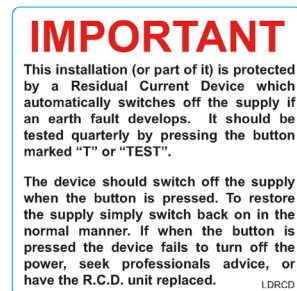 IMPORTANT
This installation (or part of it) is protected
by a Residual Current Device which
automatically switches off the supply if
an earth fault develops. It should be
tested quarterly by pressing the button
marked “T” or “TEST”.
The device should switch off the supply
when the button is pressed. To restore
the supply simply switch back on in the
normal manner. If when the button is
pressed the device fails to turn off the
power, seek professionals advice, or
have the R.C.D. unit replaced.
LDRCD